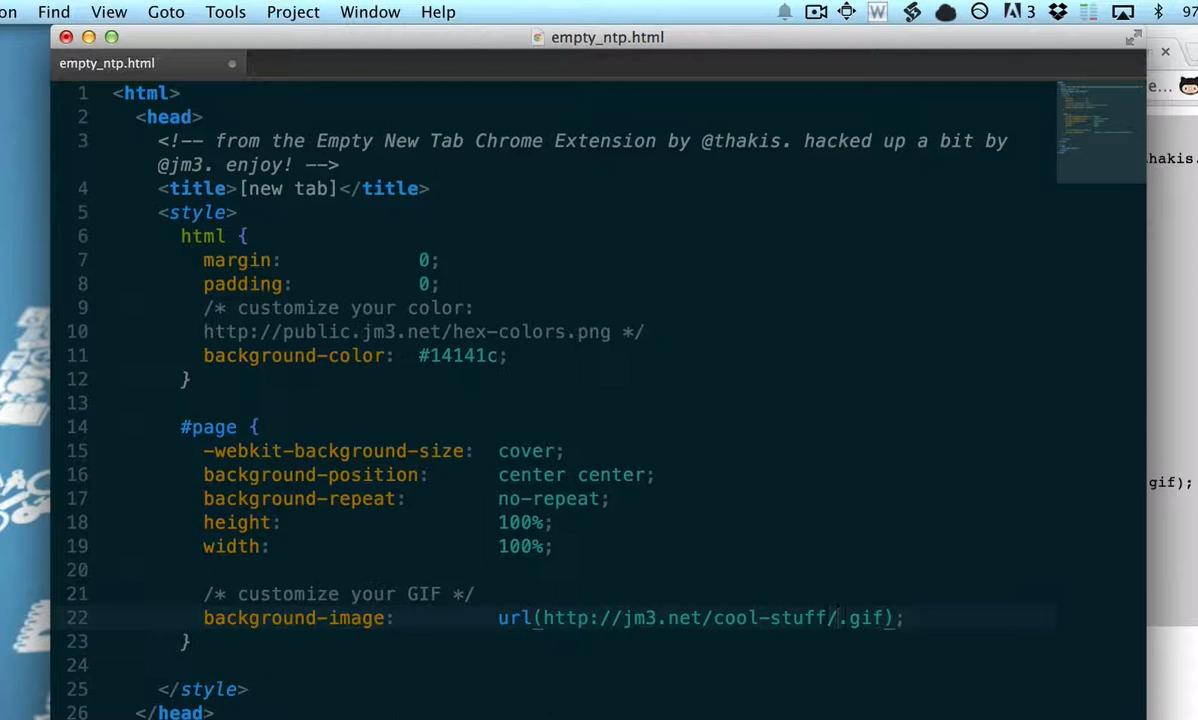 on Find View Goto Tools Project Window Help 3 97
empty_ntp.html
empty_ntp.html
e...
1 <html>
2 <head>
3 <!-- from the Empty New Tab Chrome Extension by @thakis. hacked up a bit by
@jm3. enjoy! -->
hakis.
4 <title>[new tab]</title>
5 <style>
6 html {
7 margin: 0;
8 padding: 0;
9 /* customize your color:
10 http://public.jm3.net/hex-colors.png */
11 background-color: #14141c;
12 }
13
14 #page {
15 -webkit-background-size: cover;
16 background-position: center center;
gif);
17 background-repeat: no-repeat;
18 height: 100%;
19 width: 100%;
20
21 /* customize your GIF */
22 background-image: url(http://jm3.net/cool-stuff/.gif);
23 }
24
25 </style>
26 </head>